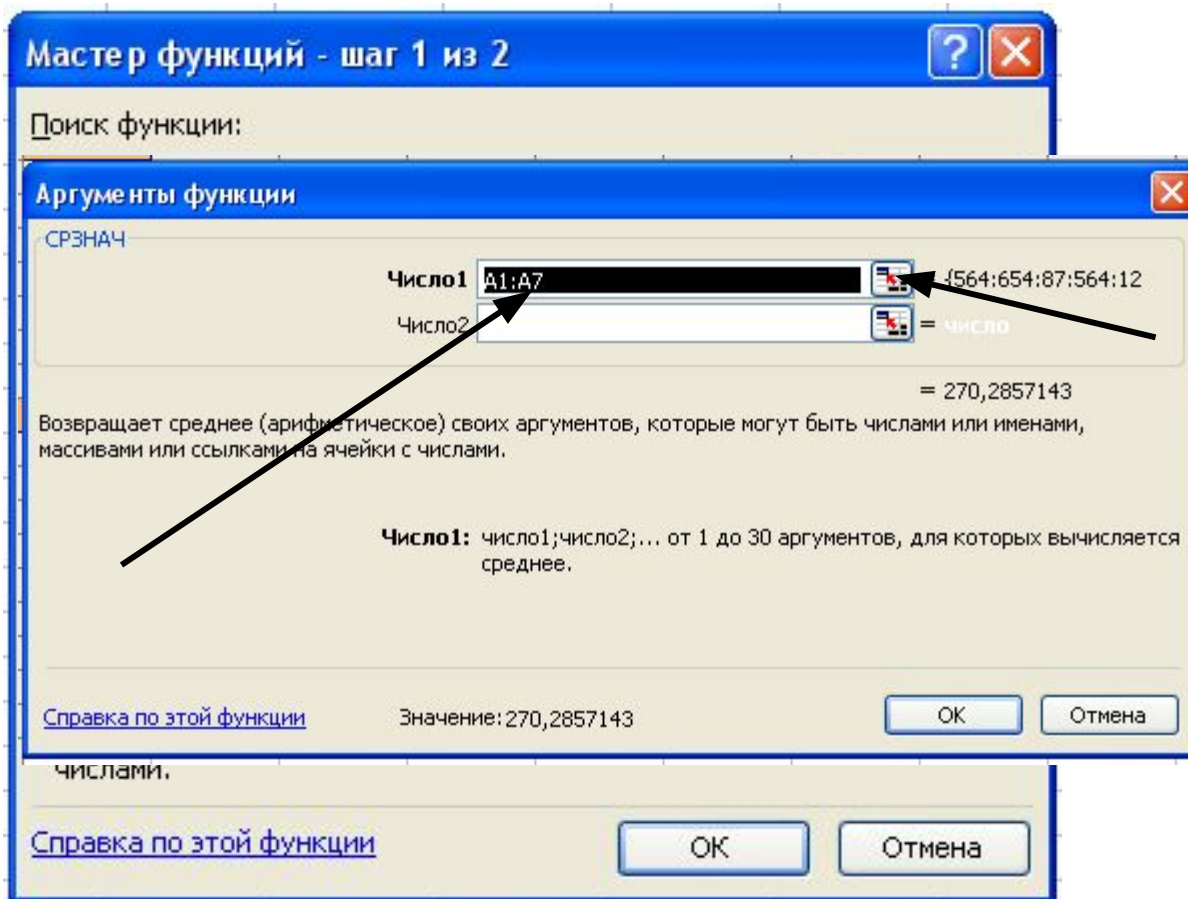 Мастер функций - шаг 1 из 2
Поиск функции:
Аргументы функции
СРЗНАЧ
Число1 A1:A7 = {564:654:87:564:12
Число2 = число
= 270,2857143
Возвращает среднее (арифметическое) своих аргументов, которые могут быть числами или именами,
массивами или ссылками на ячейки с числами.
Число1: число1;число2;... от 1 до 30 аргументов, для которых вычисляется
среднее.
Справка по этой функции Значение:270,2857143 ОК Отмена
числами.
Справка по этой функции ОК Отмена